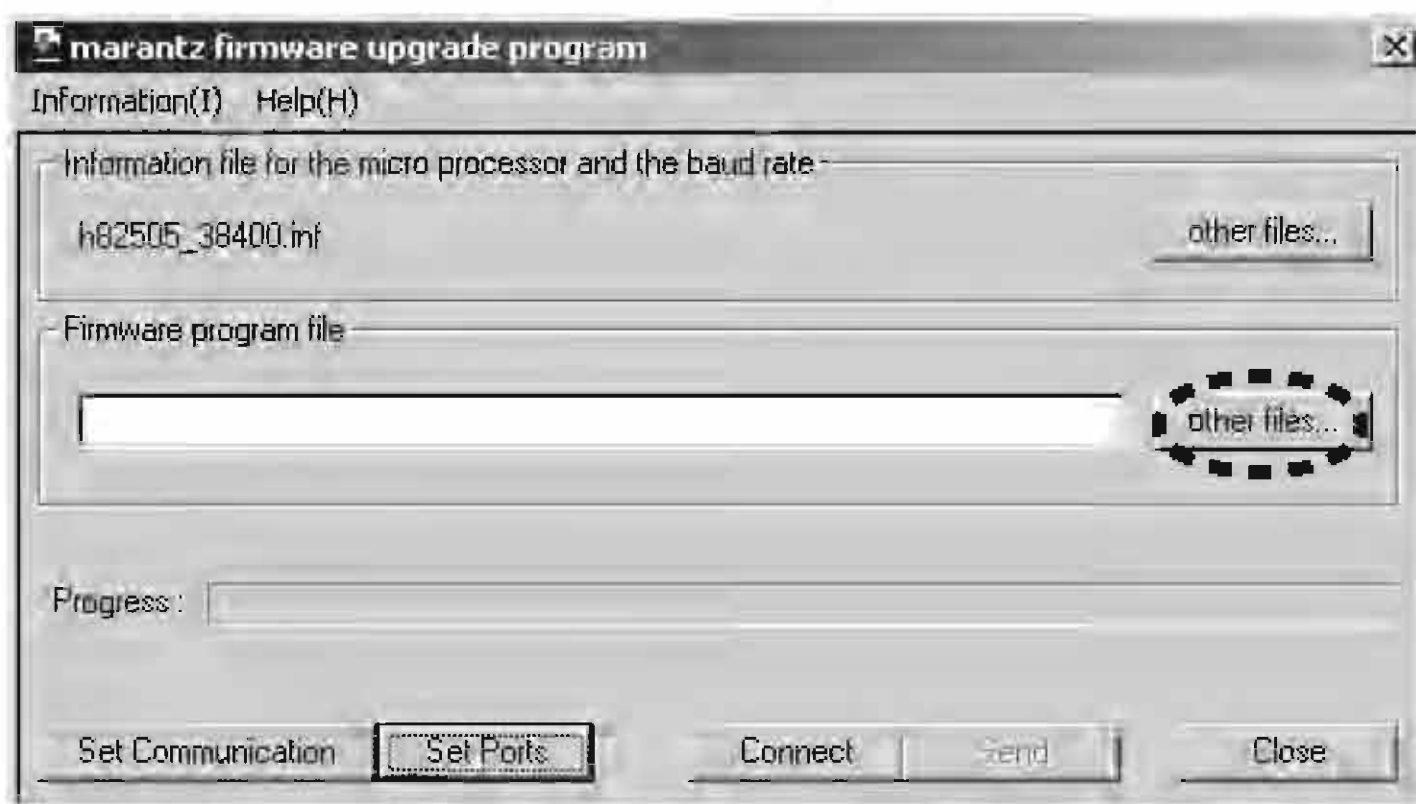 marantz firmware upgrade program
Information(I) Help(H)
Information file for the micro processor and the baud rate
h82505_38400.inf
other files...
Firmware program file
other files...
Progress :
Set Communication Set Ports Connect Send Close